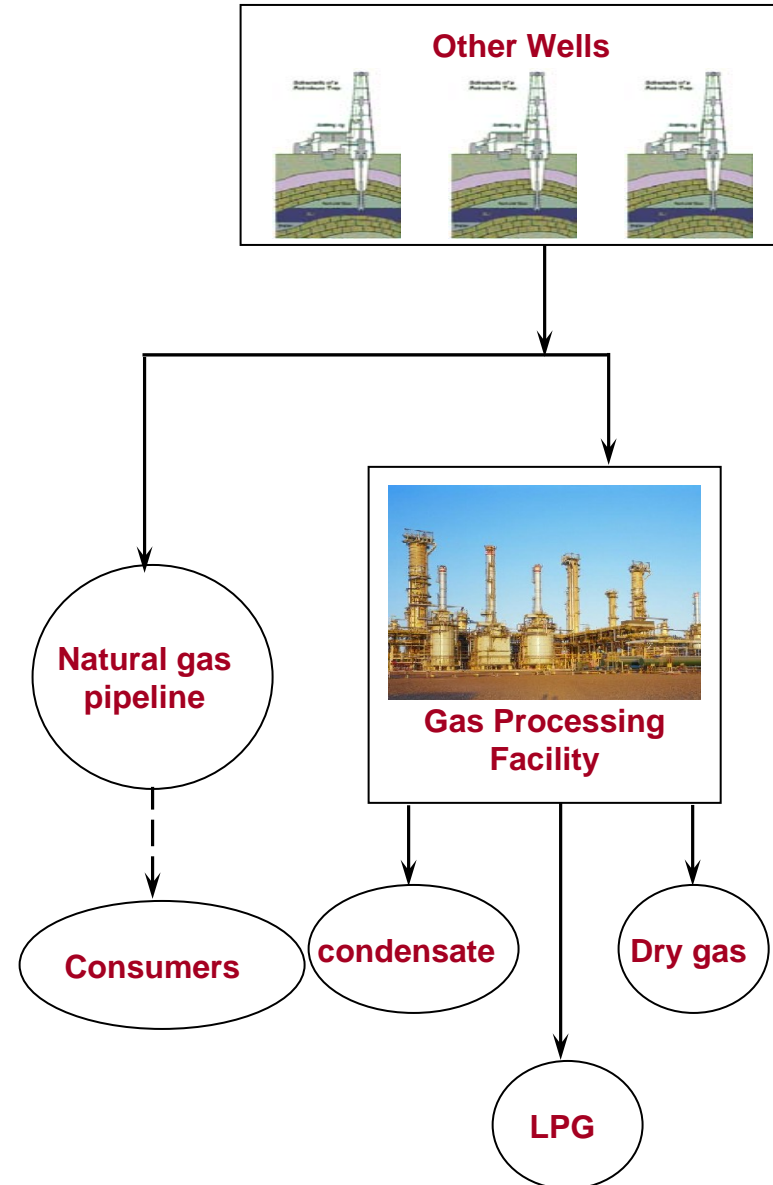 Other Wells
Natural gas
pipeline
Gas Processing
Facility
Consumers
condensate
Dry gas
LPG